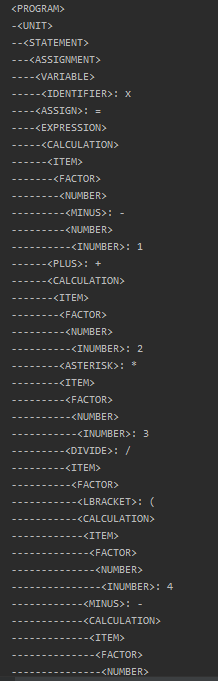 <PROGRAM>
-<UNIT>
--<STATEMENT>
---<ASSIGNMENT>
----<VARIABLE>
-----<IDENTIFIER>: x
----<ASSIGN>: =
----<EXPRESSION>
-----<CALCULATION>
------<ITEM>
-------<FACTOR>
--------<NUMBER>
---------<MINUS>: -
---------<NUMBER>
----------<INUMBER>: 1
------<PLUS>: +
------<CALCULATION>
-------<ITEM>
--------<FACTOR>
---------<NUMBER>
----------<INUMBER>: 2
--------<ASTERISK>: *
--------<ITEM>
---------<FACTOR>
----------<NUMBER>
-----------<INUMBER>: 3
---------<DIVIDE>: /
---------<ITEM>
----------<FACTOR>
-----------<LBRACKET>: (
-----------<CALCULATION>
------------<ITEM>
-------------<FACTOR>
--------------<NUMBER>
---------------<INUMBER>: 4
------------<MINUS>: -
------------<CALCULATION>
-------------<ITEM>
--------------<FACTOR>
---------------<NUMBER>